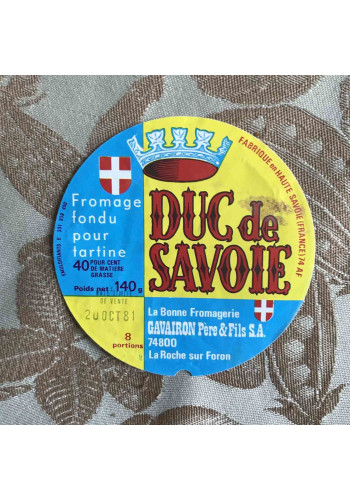 Fromage
fondu
pour
tartine
40 POUR CENT
DE MATIERE
GRASSE
Poids net: 140 g
DE VENTE
20 OCT 81
8
portions
DUC de
SAVOIE
FABRIQUÉ en HAUTE SAVOIE (FRANCE) 74 AF
La Bonne Fromagerie
GAVAIRON Père & Fils S.A.
74800
La Roche sur Foron